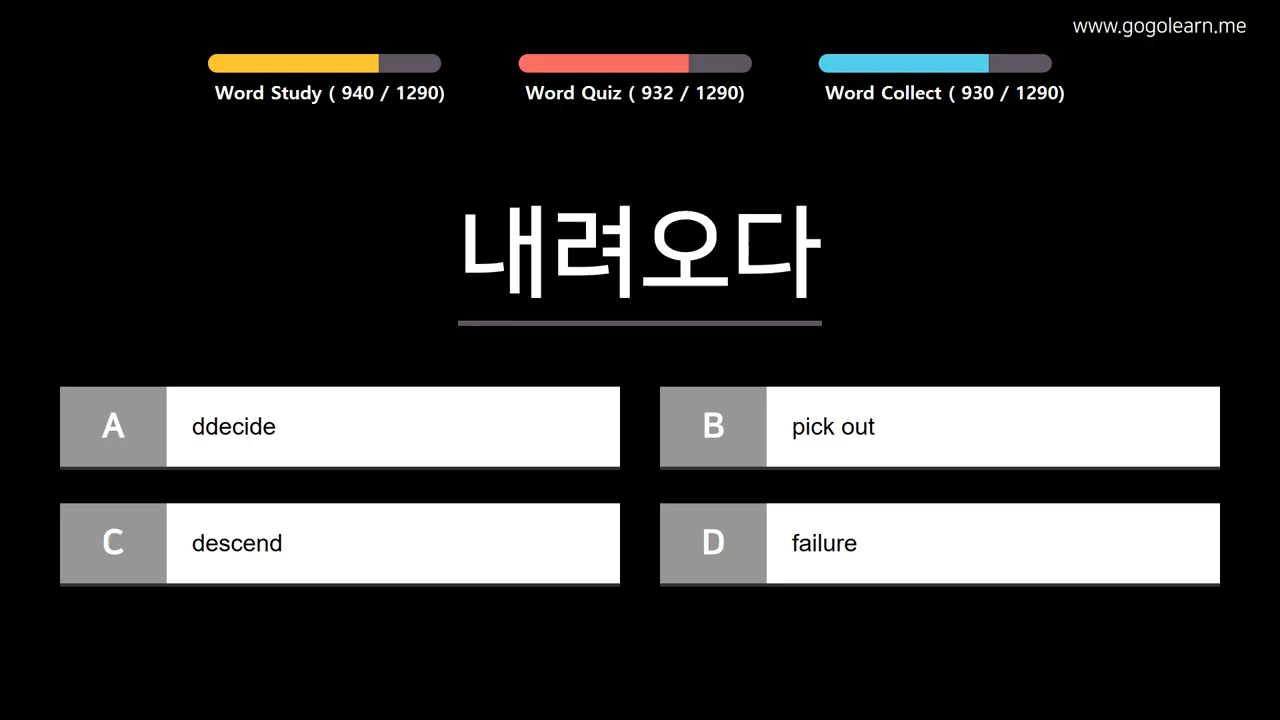 www.gogolearn.me
Word Study ( 940 / 1290)
Word Quiz ( 932 / 1290)
Word Collect ( 930 / 1290)
내려오다
A ddecide
B pick out
C descend
D failure